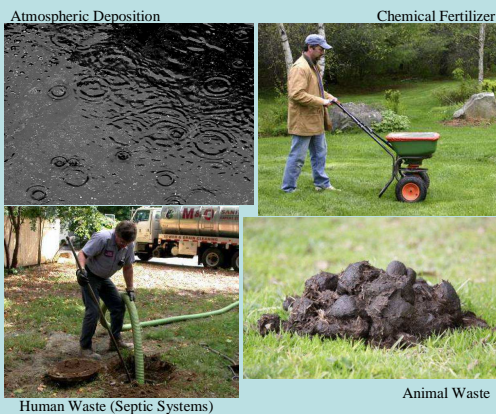 Atmospheric Deposition
Chemical Fertilizer
M&G
Human Waste (Septic Systems)
Animal Waste